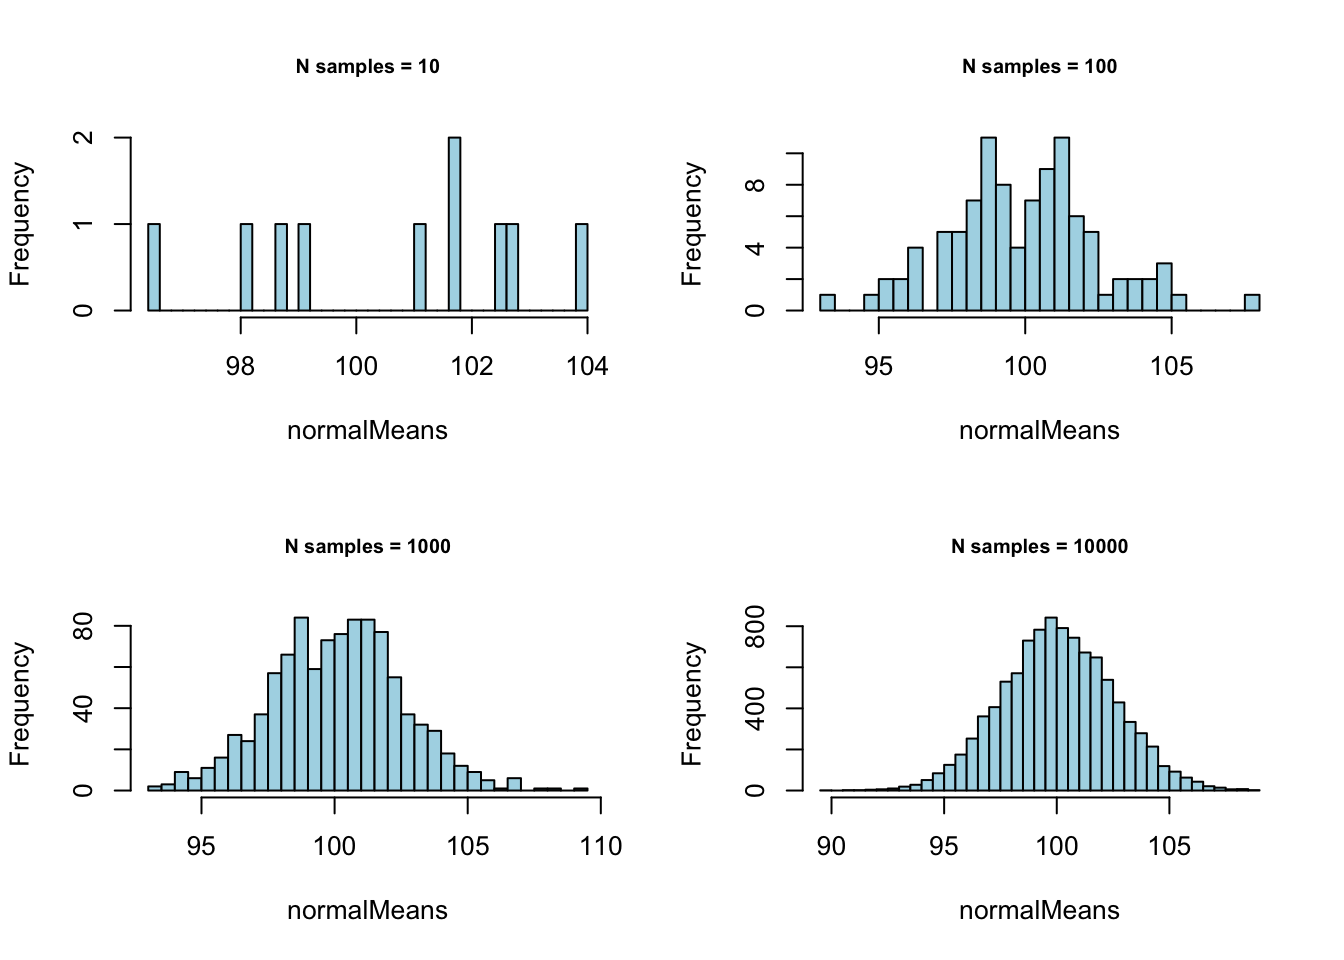 N samples = 10
Frequency
2
1
0
98 100 102 104
normalMeans
N samples = 100
Frequency
8
4
0
95 100 105
normalMeans
N samples = 1000
Frequency
80
40
0
95 100 105 110
normalMeans
N samples = 10000
Frequency
800
400
0
90 95 100 105
normalMeans